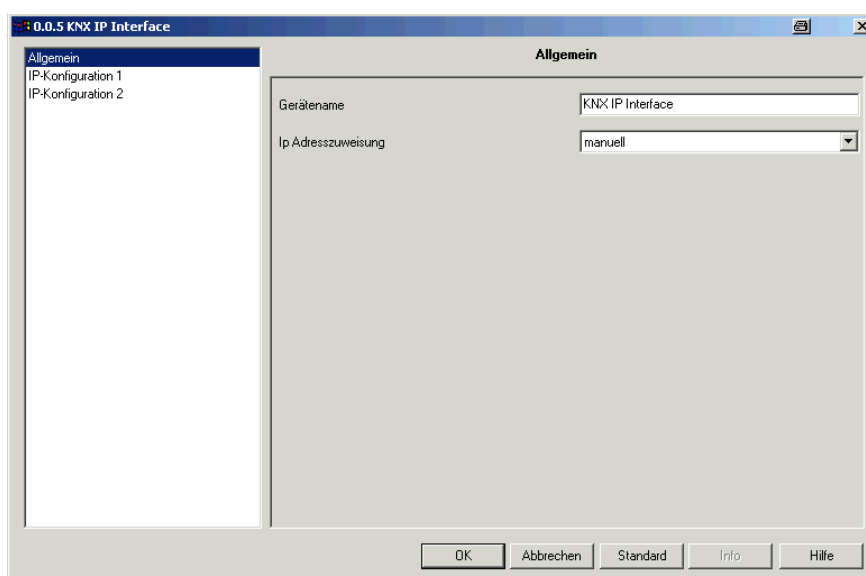 0.0.5 KNX IP Interface
Allgemein
IP-Konfiguration 1
IP-Konfiguration 2
Allgemein
Gerätename
KNX IP Interface
Ip Adresszuweisung
manuell
OK
Abbrechen
Standard
Info
Hilfe